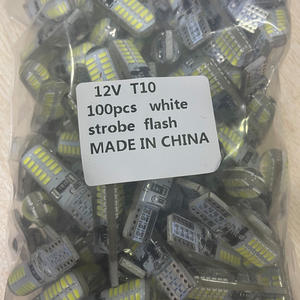 12V T10
100pcs white
strobe flash
MADE IN CHINA